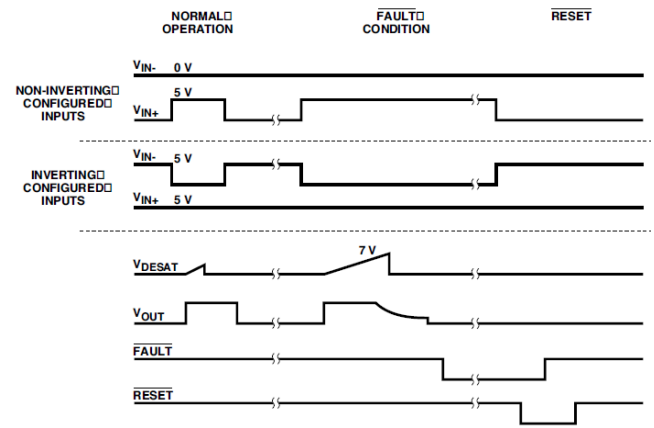 NORMAL□
OPERATION
FAULT□
CONDITION
RESET
VIN- 0 V
NON-INVERTING□
CONFIGURED□
INPUTS
5 V
VIN+
VIN- 5 V
INVERTING□
CONFIGURED□
INPUTS
VIN+ 5 V
7 V
VDESAT
VOUT
FAULT
RESET